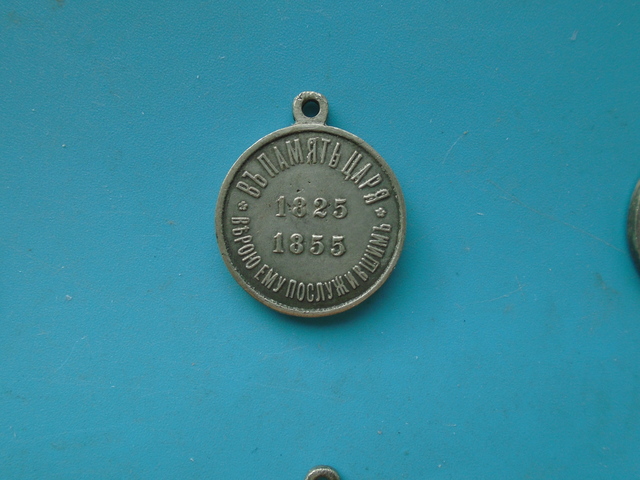 ВЪ ПАМЯТЬ ЦАРЯ
1825
1855
ВѢРОЮ ЕМУ ПОСЛУЖИВШИМЪ